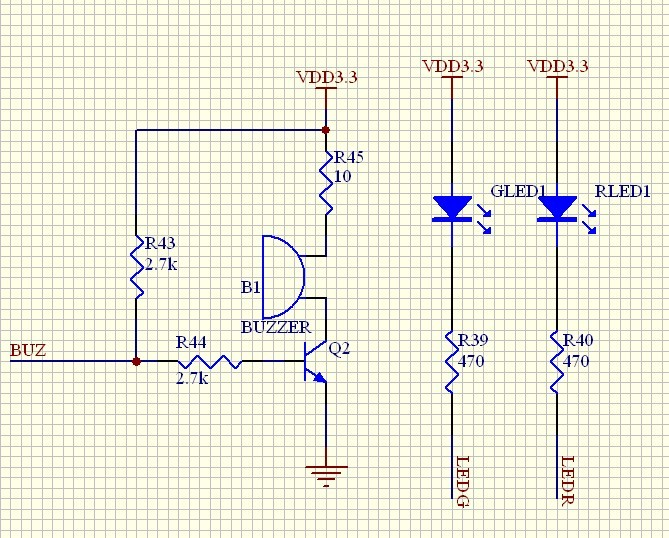 VDD3.3
VDD3.3
VDD3.3
R45
10
GLED1
RLED1
R43
2.7k
B1
BUZZER
R44
2.7k
BUZ
Q2
R39
470
R40
470
LEDG
LEDR